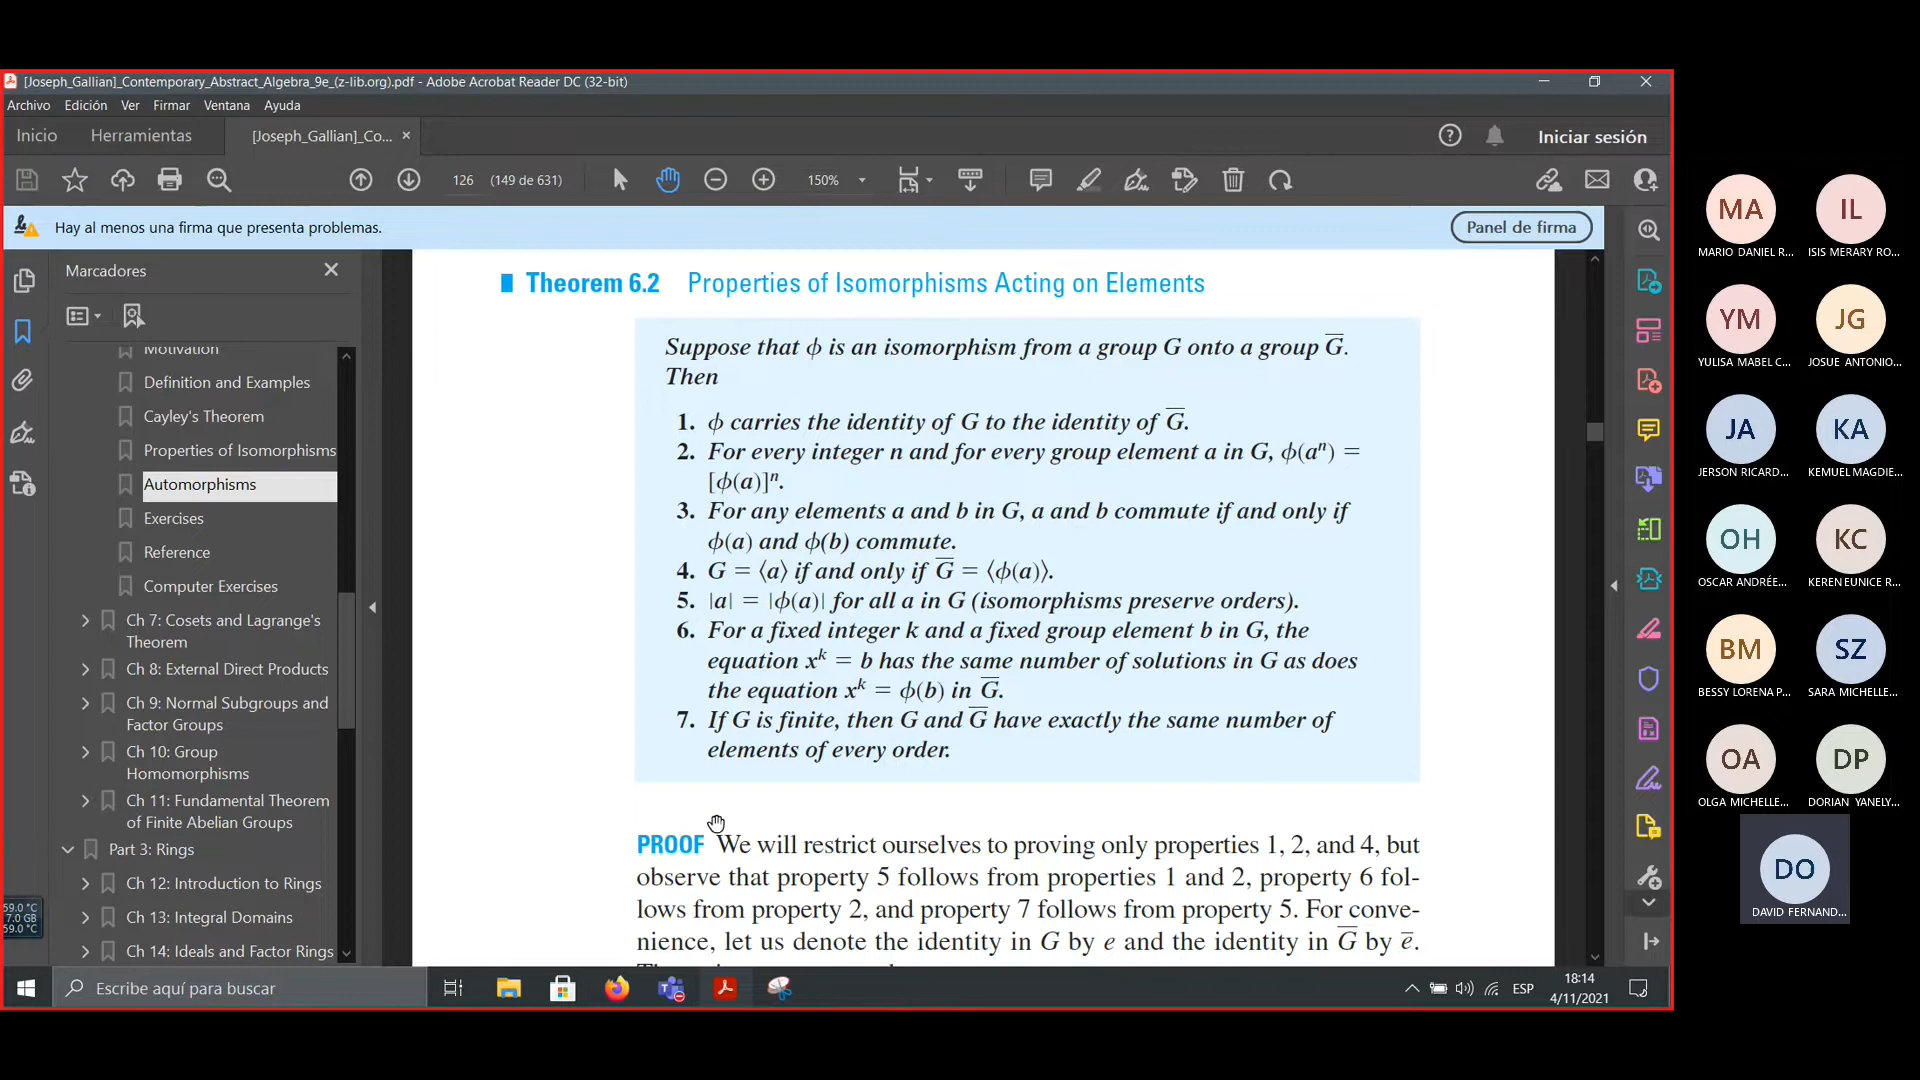 [Joseph_Gallian]_Contemporary_Abstract_Algebra_9e_(z-lib.org).pdf - Adobe Acrobat Reader DC (32-bit)
Archivo Edición Ver Firmar Ventana Ayuda
Inicio Herramientas [Joseph_Gallian]_Co... × Iniciar sesión
126 (149 de 631) 150%
Hay al menos una firma que presenta problemas. Panel de firma
Marcadores
Motivation
Definition and Examples
Cayley's Theorem
Properties of Isomorphisms
Automorphisms
Exercises
Reference
Computer Exercises
Ch 7: Cosets and Lagrange's
Theorem
Ch 8: External Direct Products
Ch 9: Normal Subgroups and
Factor Groups
Ch 10: Group
Homomorphisms
Ch 11: Fundamental Theorem
of Finite Abelian Groups
Part 3: Rings
Ch 12: Introduction to Rings
Ch 13: Integral Domains
Ch 14: Ideals and Factor Rings
59.0 °C
7.0 GB
59.0 °C
Theorem 6.2 Properties of Isomorphisms Acting on Elements
Suppose that ϕ is an isomorphism from a group G onto a group G̅.
Then
1. ϕ carries the identity of G to the identity of G̅.
2. For every integer n and for every group element a in G, ϕ(aⁿ) =
[ϕ(a)]ⁿ.
3. For any elements a and b in G, a and b commute if and only if
ϕ(a) and ϕ(b) commute.
4. G = ⟨a⟩ if and only if G̅ = ⟨ϕ(a)⟩.
5. |a| = |ϕ(a)| for all a in G (isomorphisms preserve orders).
6. For a fixed integer k and a fixed group element b in G, the
equation xᵏ = b has the same number of solutions in G as does
the equation xᵏ = ϕ(b) in G̅.
7. If G is finite, then G and G̅ have exactly the same number of
elements of every order.
PROOF We will restrict ourselves to proving only properties 1, 2, and 4, but
observe that property 5 follows from properties 1 and 2, property 6 fol-
lows from property 2, and property 7 follows from property 5. For conve-
nience, let us denote the identity in G by e and the identity in G̅ by e̅.
Escribe aquí para buscar
ESP
18:14
4/11/2021
MA IL
MARIO DANIEL R... ISIS MERARY RO...
YM JG
YULISA MABEL C... JOSUE ANTONIO...
JA KA
JERSON RICARD... KEMUEL MAGDIE...
OH KC
OSCAR ANDRÉE... KEREN EUNICE R...
BM SZ
BESSY LORENA P... SARA MICHELLE...
OA DP
OLGA MICHELLE... DORIAN YANELY...
DO
DAVID FERNAND...